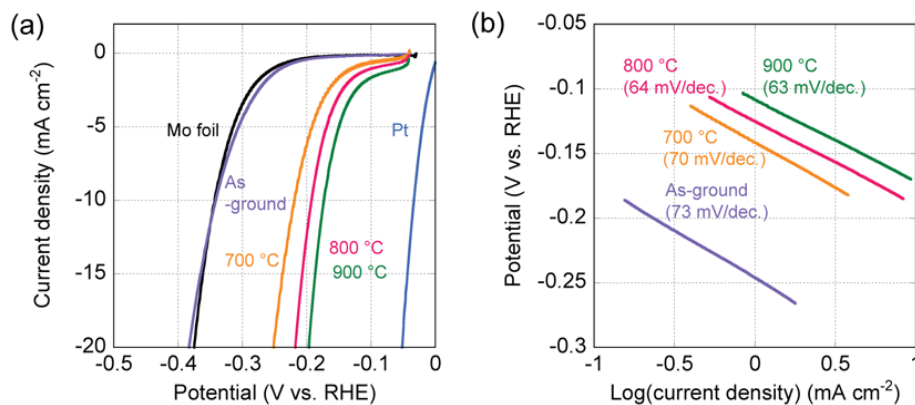 (a)
Current density (mA cm⁻²)
0
-5
-10
-15
-20
Mo foil
As
-ground
700 °C
800 °C
900 °C
Pt
-0.5
-0.4
-0.3
-0.2
-0.1
0
Potential (V vs. RHE)
(b)
Potential (V vs. RHE)
-0.05
-0.1
-0.15
-0.2
-0.25
-0.3
800 °C
(64 mV/dec.)
900 °C
(63 mV/dec.)
700 °C
(70 mV/dec.)
As-ground
(73 mV/dec.)
-1
-0.5
0
0.5
1
Log(current density) (mA cm⁻²)